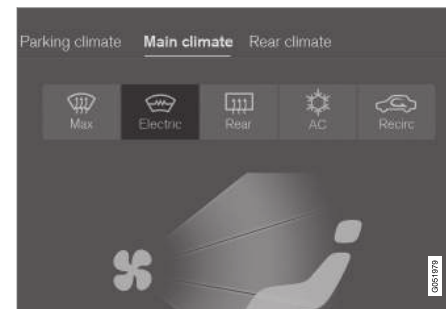 Parking climate Main climate Rear climate
Max Electric Rear AC Recirc
G051979